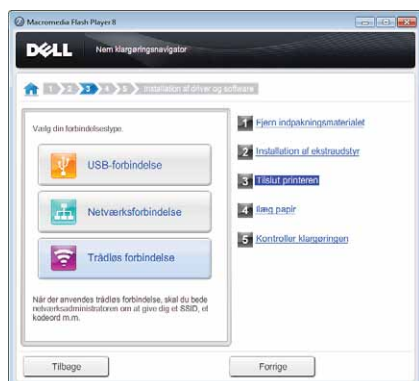 Macromedia Flash Player 8
DELL
Nem klargøringsnavigator
1 2 3 4 5 Installation af driver og software
Vælg din forbindelsestype.
USB-forbindelse
Netværksforbindelse
Trådløs forbindelse
Når der anvendes trådløs forbindelse, skal du bede
netværksadministratoren om at give dig et SSID, et
kodeord m.m.
1 Fjern indpakningsmaterialet
2 Installation af ekstraudstyr
3 Tilslut printeren
4 Ilæg papir
5 Kontroller klargøringen
Tilbage
Forrige